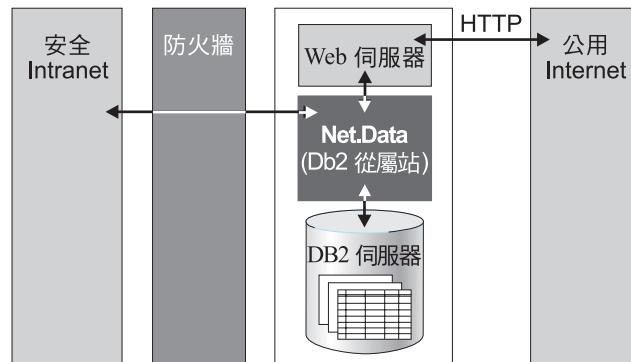 安全
Intranet
防火牆
Web 伺服器
HTTP
公用
Internet
Net.Data
(Db2 從屬站)
DB2 伺服器